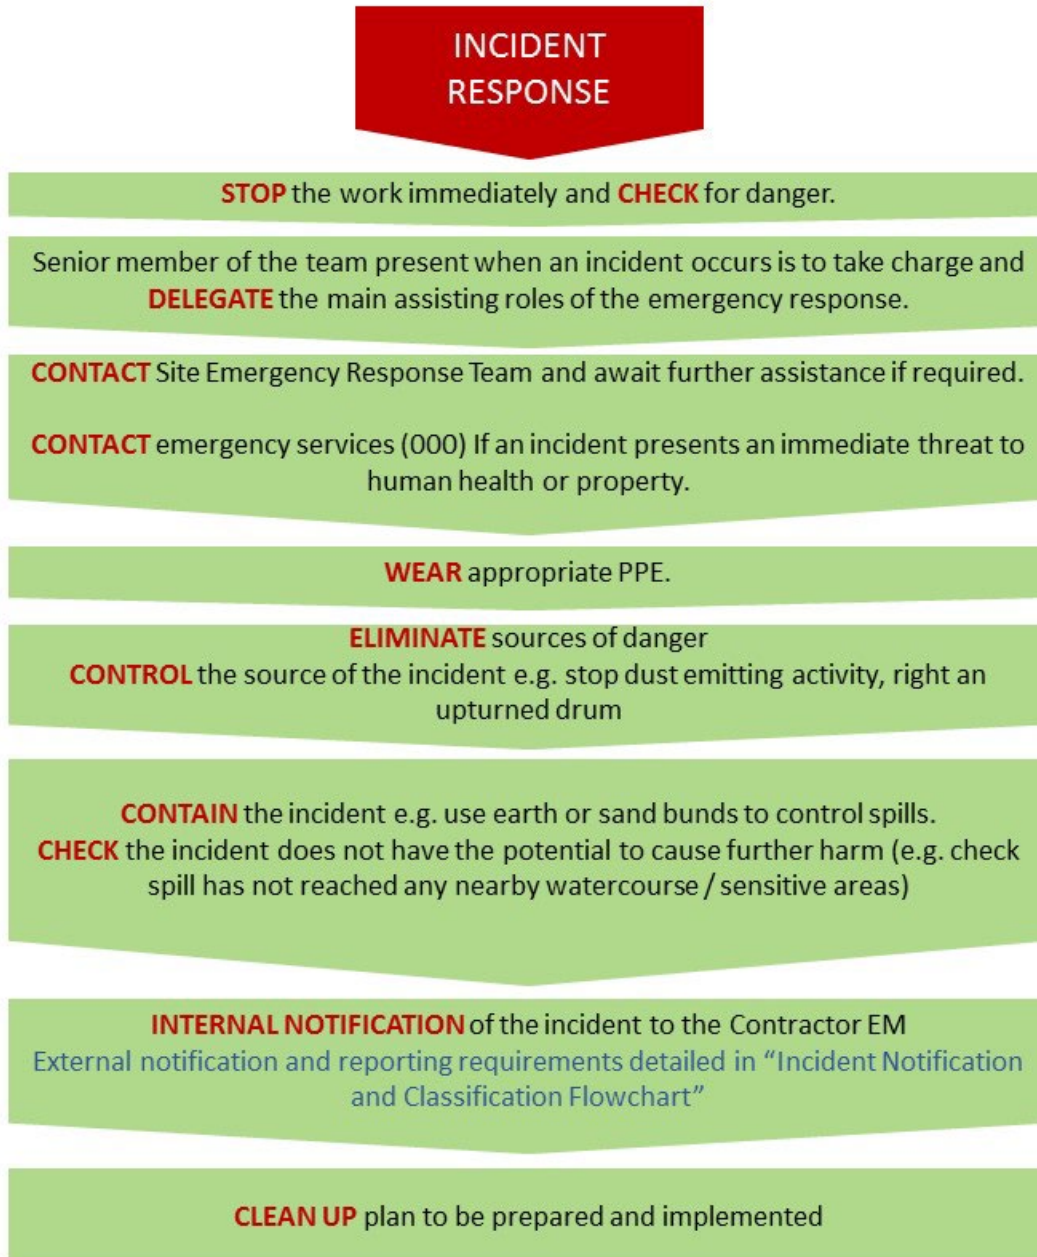 INCIDENT
RESPONSE
STOP the work immediately and CHECK for danger.
Senior member of the team present when an incident occurs is to take charge and
DELEGATE the main assisting roles of the emergency response.
CONTACT Site Emergency Response Team and await further assistance if required.
CONTACT emergency services (000) If an incident presents an immediate threat to
human health or property.
WEAR appropriate PPE.
ELIMINATE sources of danger
CONTROL the source of the incident e.g. stop dust emitting activity, right an
upturned drum
CONTAIN the incident e.g. use earth or sand bunds to control spills.
CHECK the incident does not have the potential to cause further harm (e.g. check
spill has not reached any nearby watercourse / sensitive areas)
INTERNAL NOTIFICATION of the incident to the Contractor EM
External notification and reporting requirements detailed in “Incident Notification
and Classification Flowchart”
CLEAN UP plan to be prepared and implemented